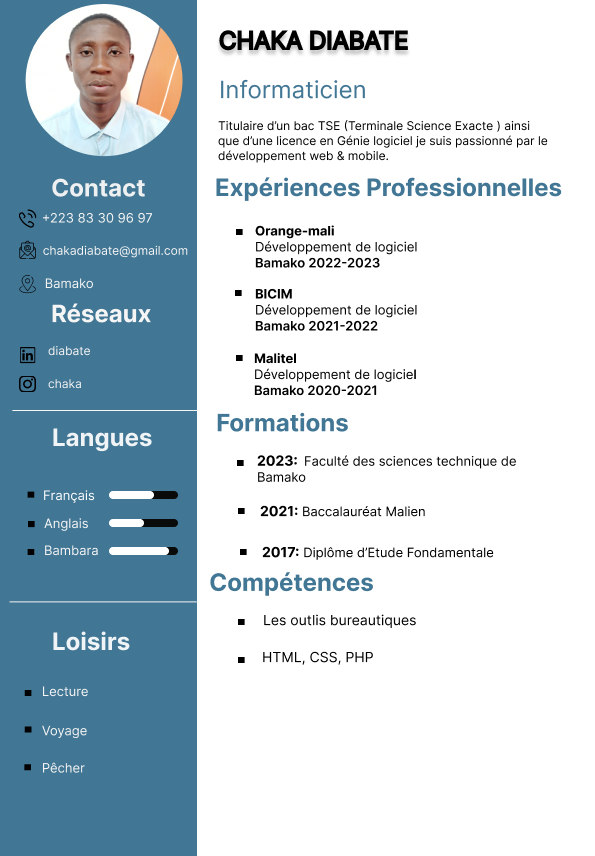 CHAKA DIABATE
Informaticien
Titulaire d’un bac TSE (Terminale Science Exacte ) ainsi
que d’une licence en Génie logiciel je suis passionné par le
développement web & mobile.
Contact
+223 83 30 96 97
chakadiabate@gmail.com
Bamako
Réseaux
diabate
chaka
Langues
Français
Anglais
Bambara
Loisirs
Lecture
Voyage
Pêcher
Expériences Professionnelles
Orange-mali
Développement de logiciel
Bamako 2022-2023
BICIM
Développement de logiciel
Bamako 2021-2022
Malitel
Développement de logiciel
Bamako 2020-2021
Formations
2023: Faculté des sciences technique de
Bamako
2021: Baccalauréat Malien
2017: Diplôme d’Etude Fondamentale
Compétences
Les outlis bureautiques
HTML, CSS, PHP